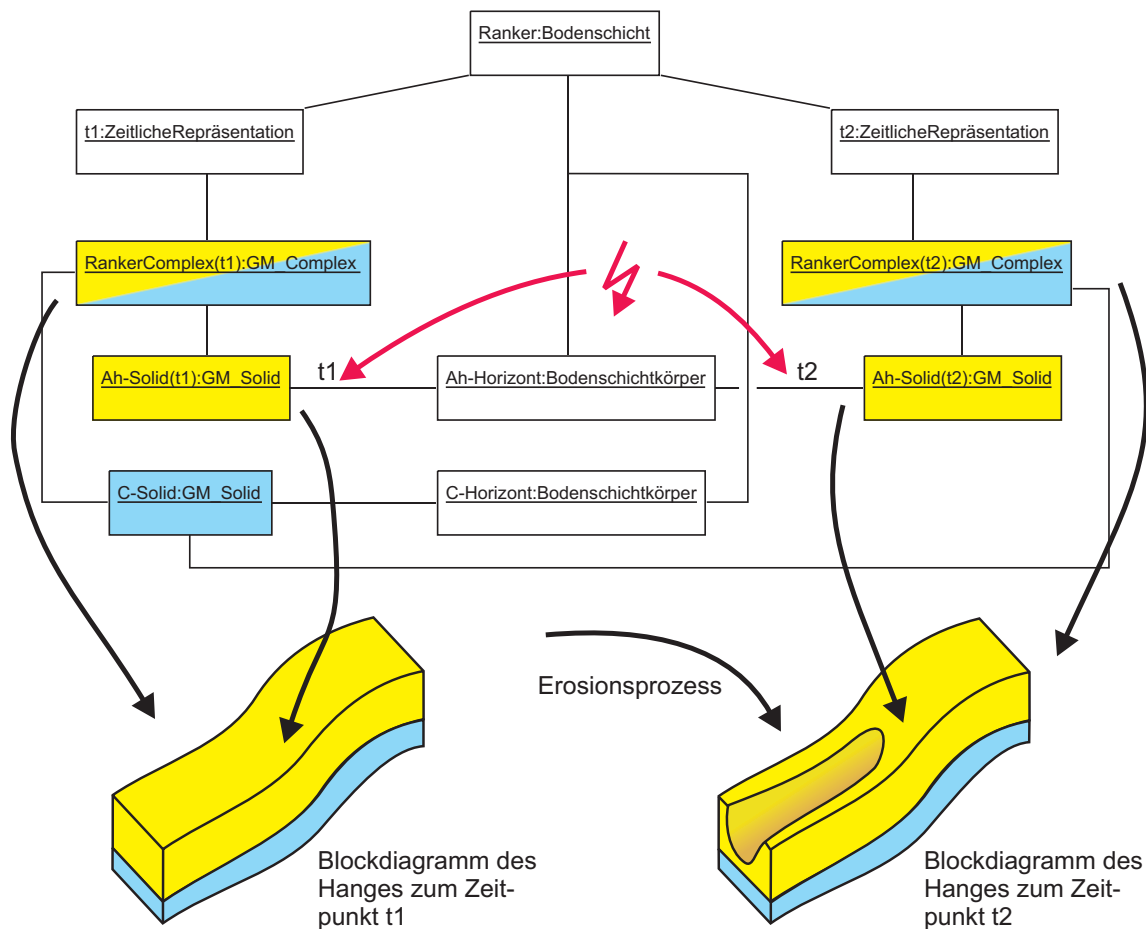 Ranker:Bodenschicht
t1:ZeitlicheRepräsentation
t2:ZeitlicheRepräsentation
RankerComplex(t1):GM_Complex
RankerComplex(t2):GM_Complex
Ah-Solid(t1):GM_Solid
t1
Ah-Horizont:Bodenschichtkörper
t2
Ah-Solid(t2):GM_Solid
C-Solid:GM_Solid
C-Horizont:Bodenschichtkörper
Erosionsprozess
Blockdiagramm des
Hanges zum Zeit-
punkt t1
Blockdiagramm des
Hanges zum Zeit-
punkt t2